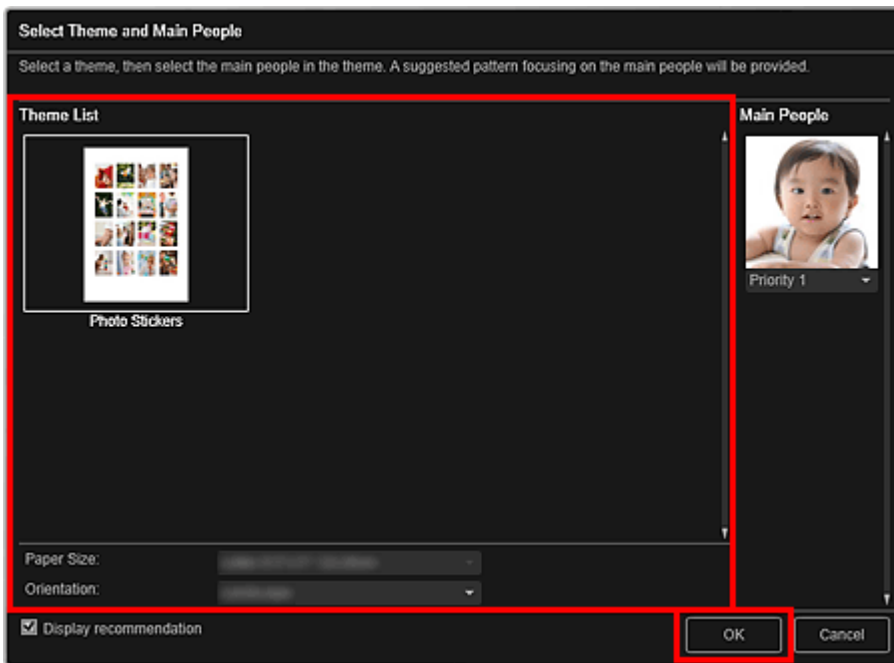 Select Theme and Main People
Select a theme, then select the main people in the theme. A suggested pattern focusing on the main people will be provided.
Theme List
Main People
Priority 1
Photo Stickers
Paper Size:
Orientation:
Display recommendation
OK
Cancel